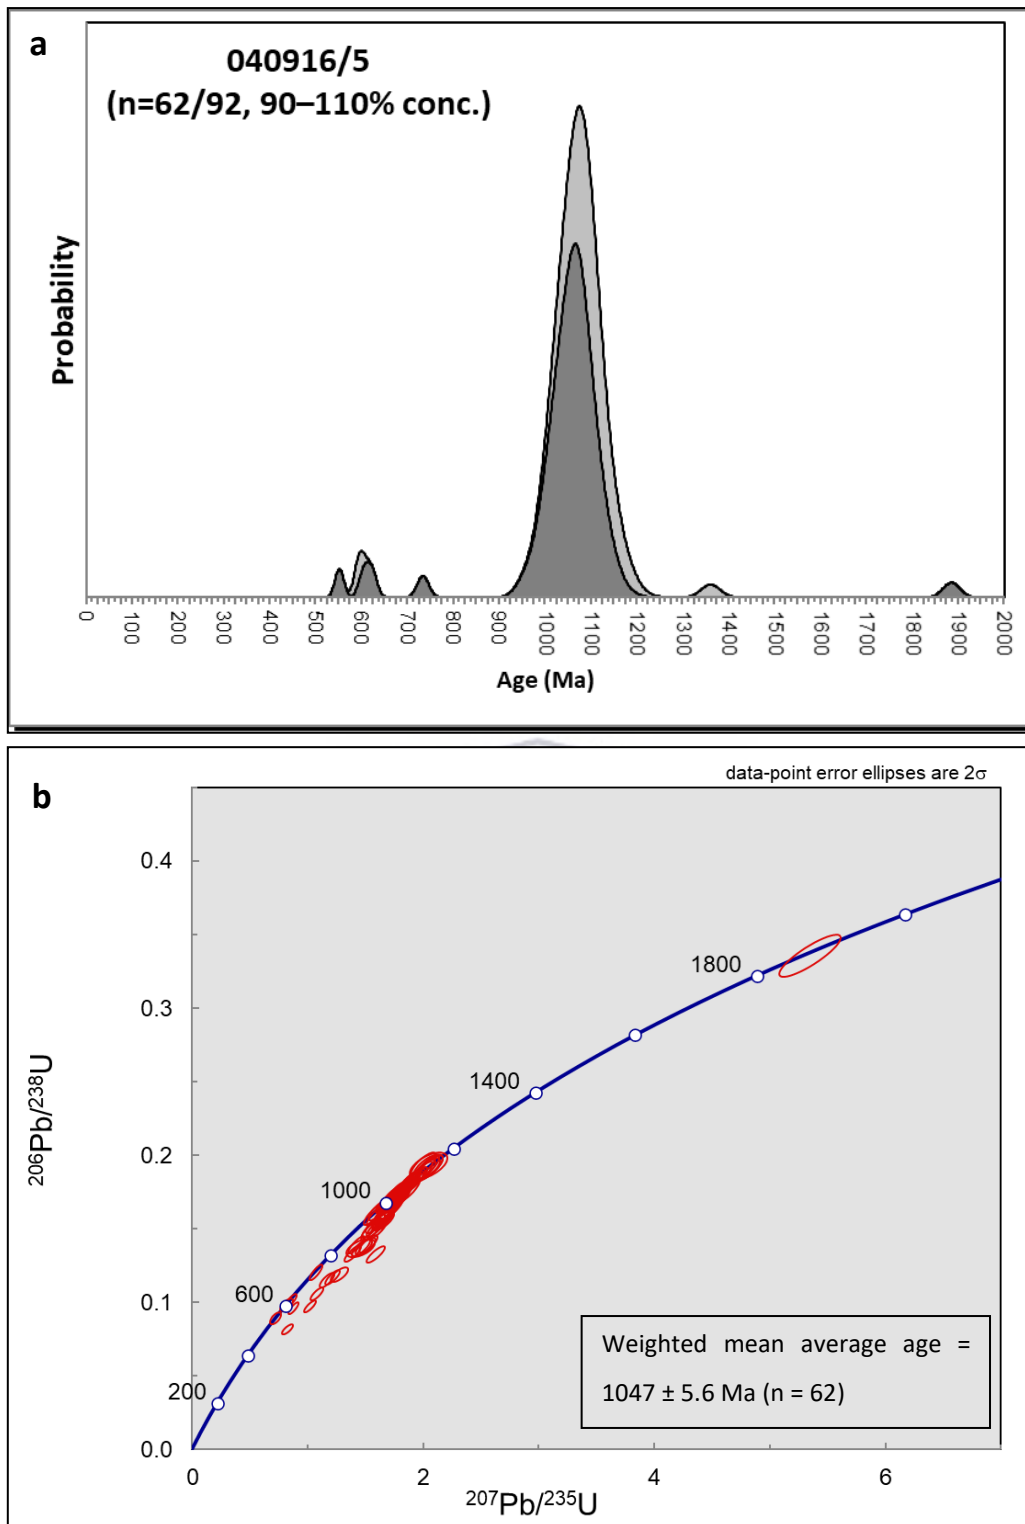 a
040916/5
(n=62/92, 90–110% conc.)
Probability
0 100 200 300 400 500 600 700 800 900 1000 1100 1200 1300 1400 1500 1600 1700 1800 1900 2000
Age (Ma)
b
data-point error ellipses are 2σ
0.4
1800
0.3
1400
0.2
1000
600
0.1
200
0.0
206Pb/238U
Weighted mean average age =
1047 ± 5.6 Ma (n = 62)
0 2 4 6
207Pb/235U